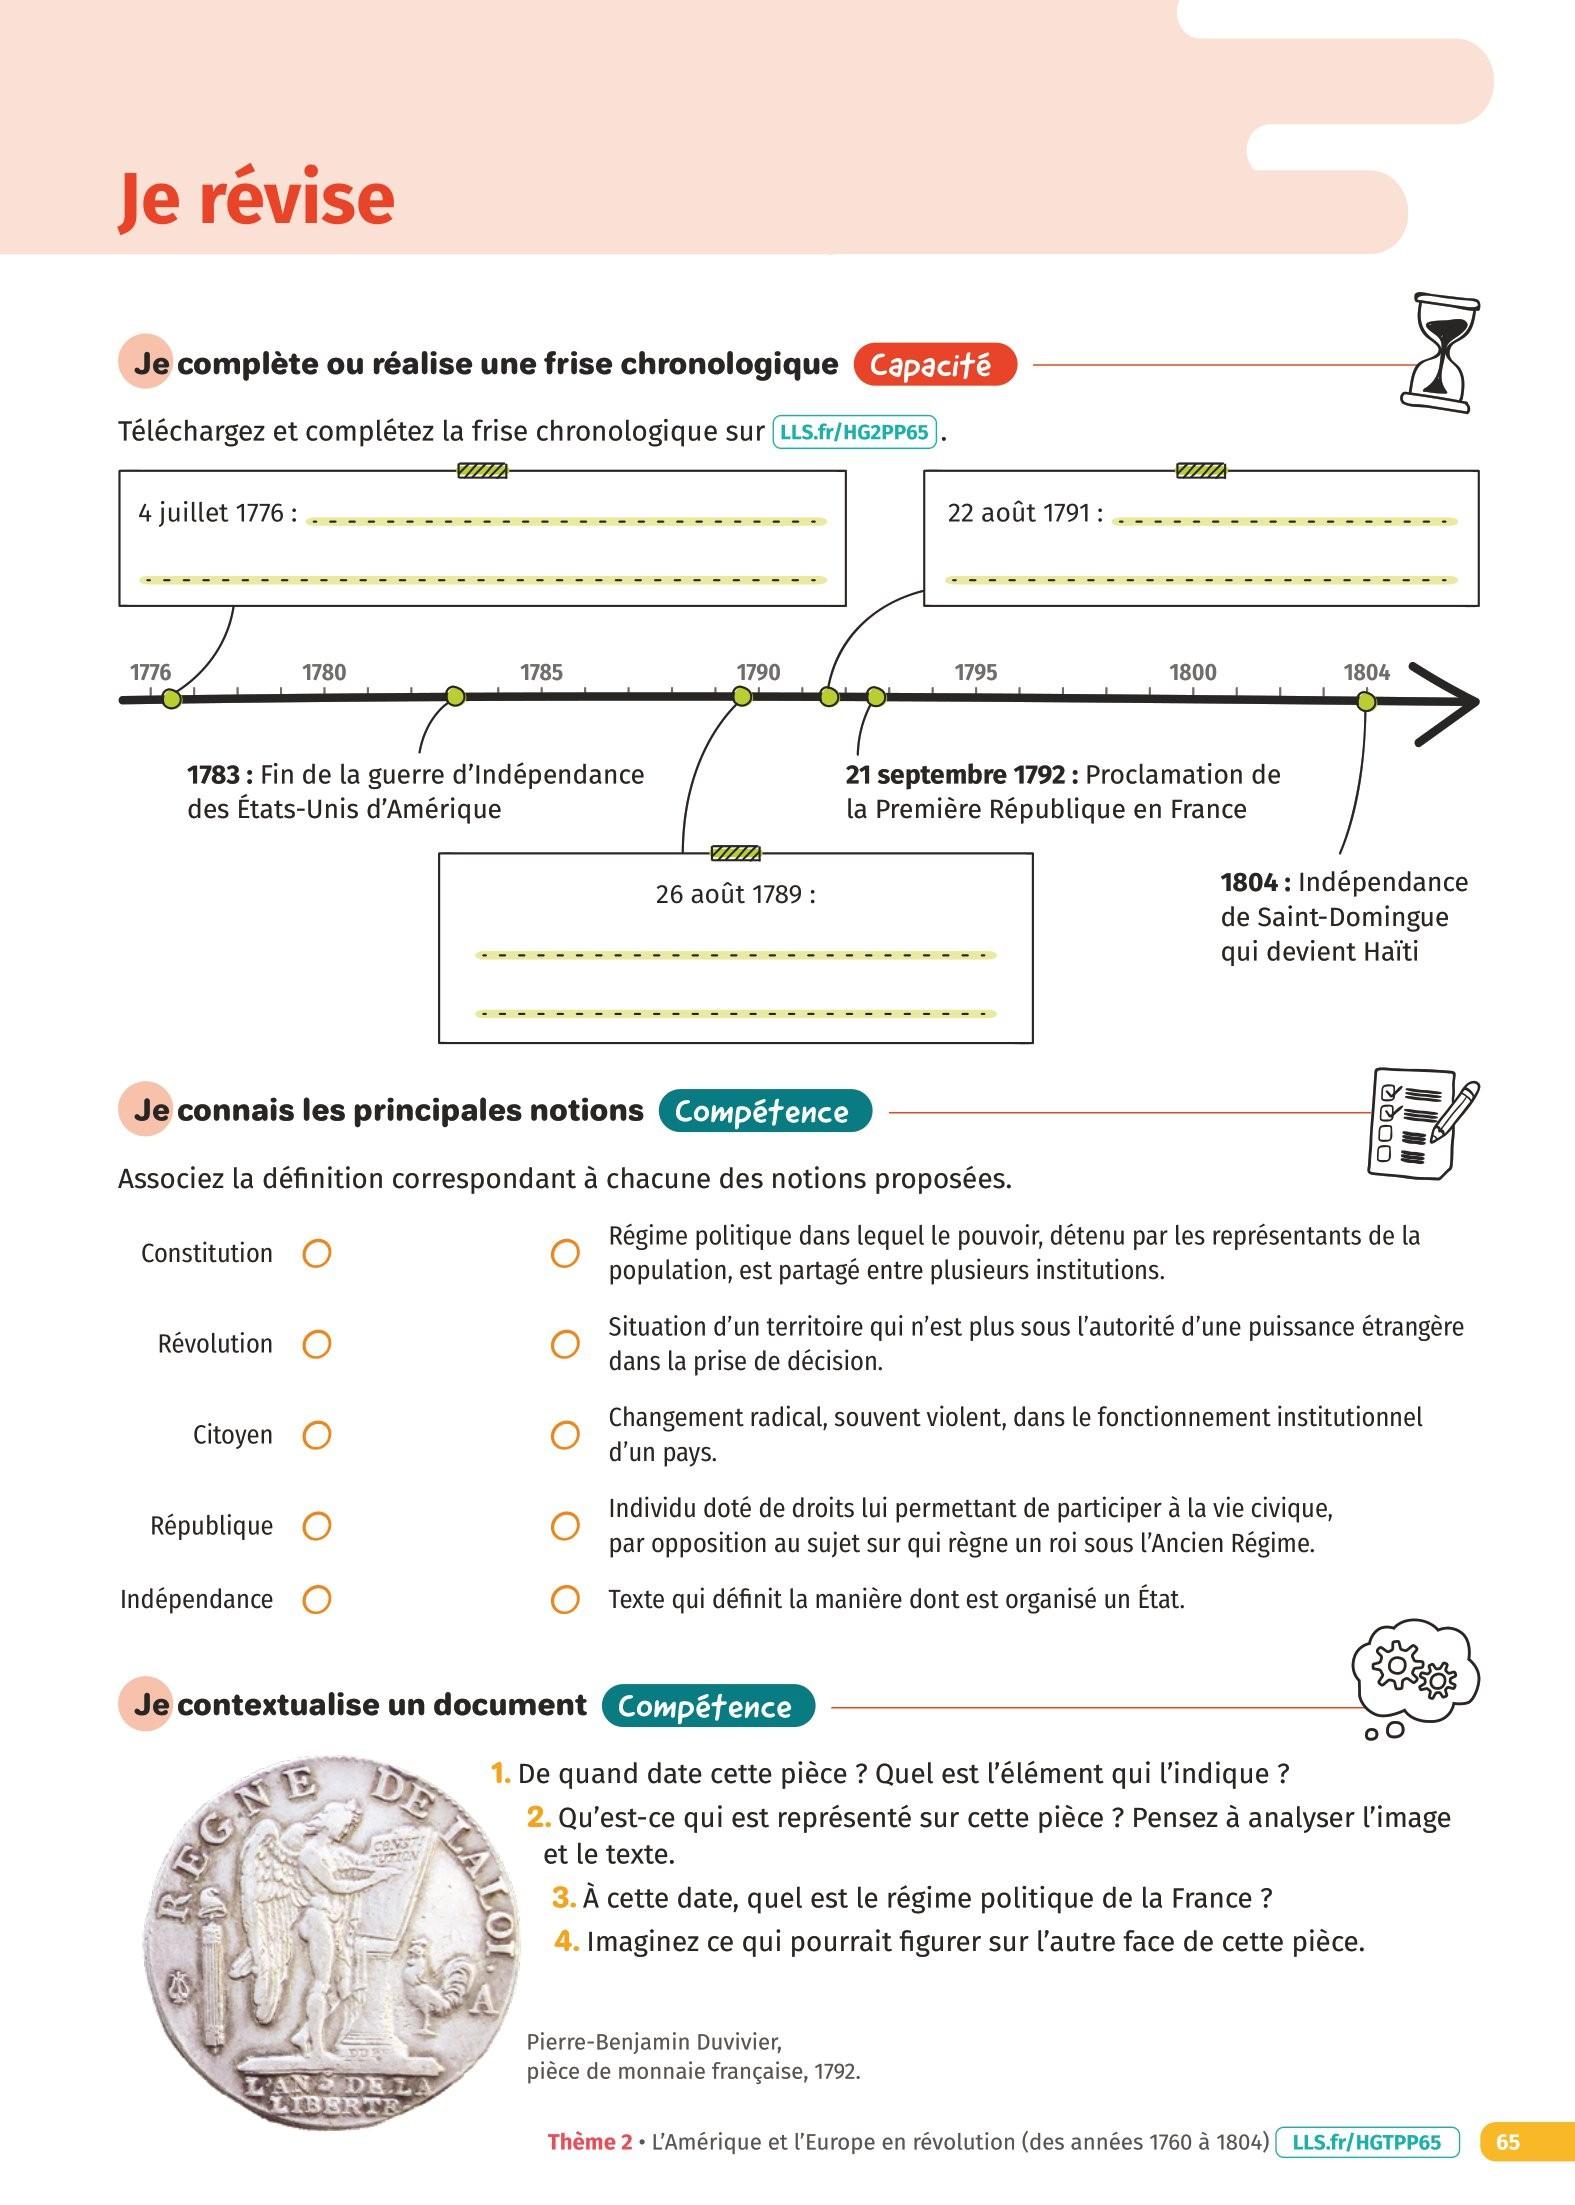 Je révise
Je complète ou réalise une frise chronologique Capacité
Téléchargez et complétez la frise chronologique sur LLS.fr/HG2PP65 .
4 juillet 1776 :
22 août 1791 :
1776 1780 1785 1790 1795 1800 1804
1783 : Fin de la guerre d’Indépendance
des États-Unis d’Amérique
21 septembre 1792 : Proclamation de
la Première République en France
26 août 1789 :
1804 : Indépendance
de Saint-Domingue
qui devient Haïti
Je connais les principales notions Compétence
Associez la définition correspondant à chacune des notions proposées.
Constitution
Régime politique dans lequel le pouvoir, détenu par les représentants de la
population, est partagé entre plusieurs institutions.
Révolution
Situation d’un territoire qui n’est plus sous l’autorité d’une puissance étrangère
dans la prise de décision.
Citoyen
Changement radical, souvent violent, dans le fonctionnement institutionnel
d’un pays.
République
Individu doté de droits lui permettant de participer à la vie civique,
par opposition au sujet sur qui règne un roi sous l’Ancien Régime.
Indépendance
Texte qui définit la manière dont est organisé un État.
Je contextualise un document Compétence
1. De quand date cette pièce ? Quel est l’élément qui l’indique ?
2. Qu’est-ce qui est représenté sur cette pièce ? Pensez à analyser l’image
et le texte.
3. À cette date, quel est le régime politique de la France ?
4. Imaginez ce qui pourrait figurer sur l’autre face de cette pièce.
REGNE DE LA LOI.
CONSTI
TUTION
A
L'AN DE LA
LIBERTE
Pierre-Benjamin Duvivier,
pièce de monnaie française, 1792.
Thème 2 • L’Amérique et l’Europe en révolution (des années 1760 à 1804) LLS.fr/HGTPP65 65